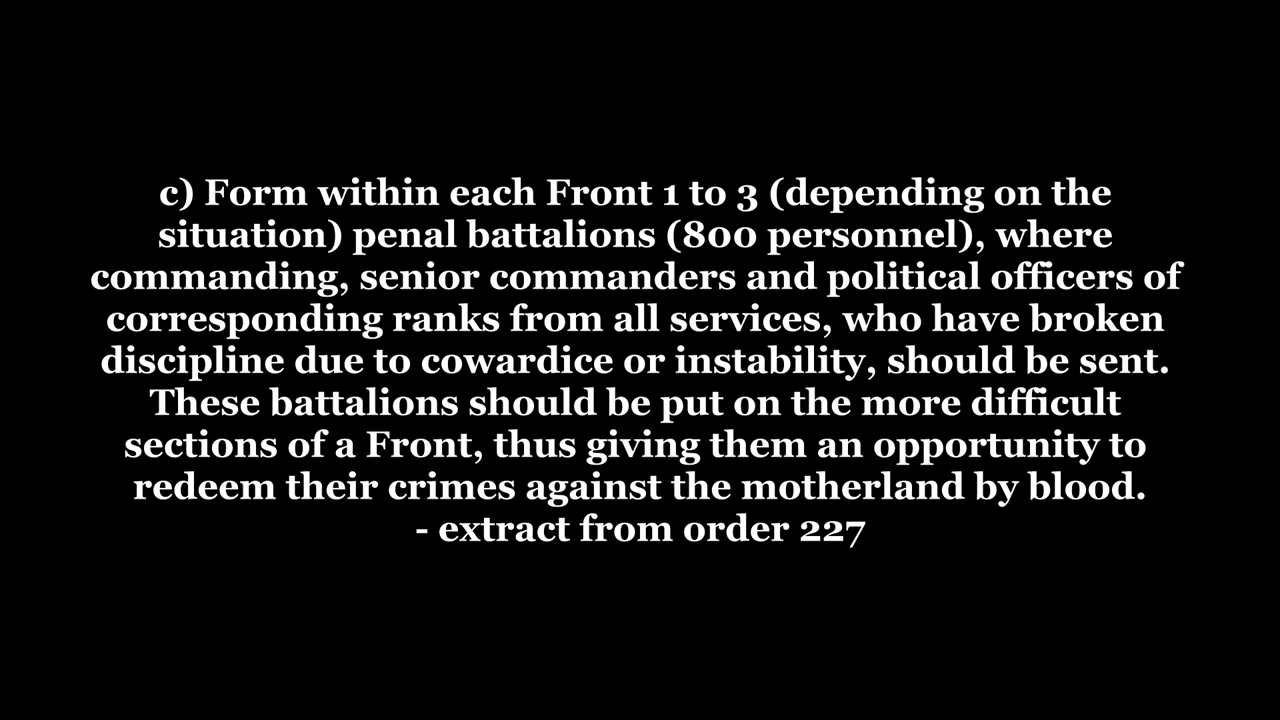 c) Form within each Front 1 to 3 (depending on the
situation) penal battalions (800 personnel), where
commanding, senior commanders and political officers of
corresponding ranks from all services, who have broken
discipline due to cowardice or instability, should be sent.
These battalions should be put on the more difficult
sections of a Front, thus giving them an opportunity to
redeem their crimes against the motherland by blood.
- extract from order 227